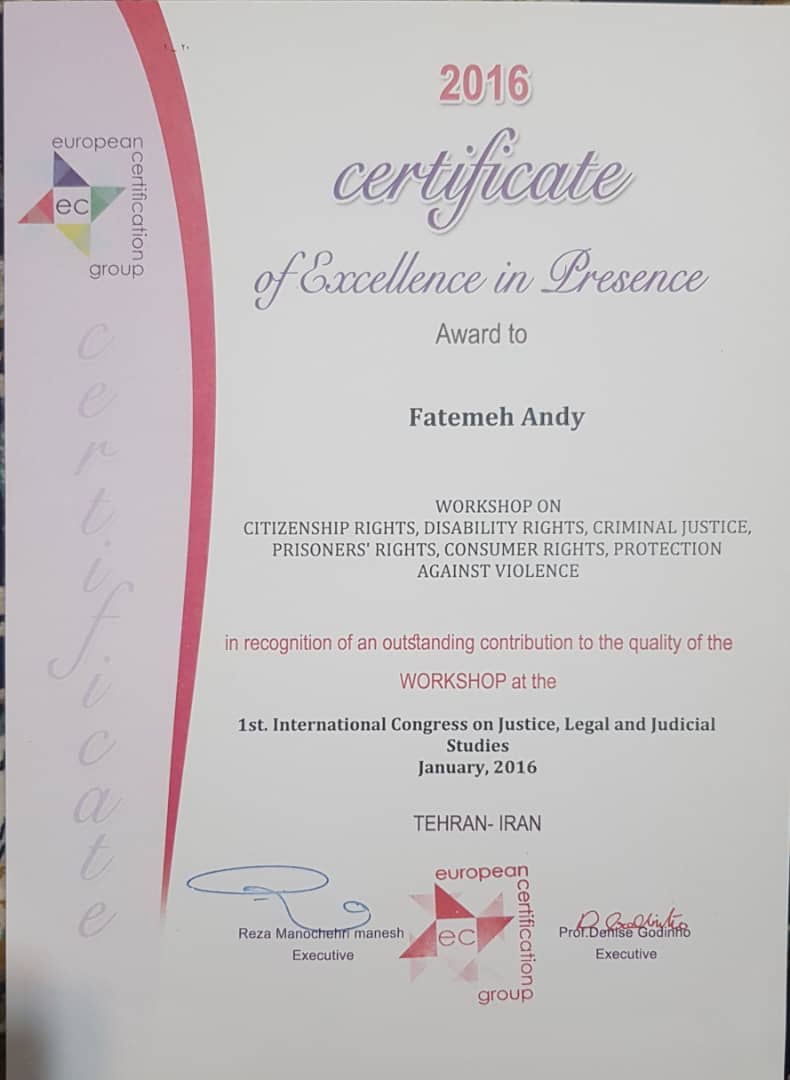 ۲۰_۱
european
certification
group
ec
certificate
2016
certificate
of Excellence in Presence
Award to
Fatemeh Andy
WORKSHOP ON
CITIZENSHIP RIGHTS, DISABILITY RIGHTS, CRIMINAL JUSTICE,
PRISONERS' RIGHTS, CONSUMER RIGHTS, PROTECTION
AGAINST VIOLENCE
in recognition of an outstanding contribution to the quality of the
WORKSHOP at the
1st. International Congress on Justice, Legal and Judicial
Studies
January, 2016
TEHRAN- IRAN
Reza Manochehri manesh
Executive
european
certification
group
ec
Prof.Denise Godinho
Executive